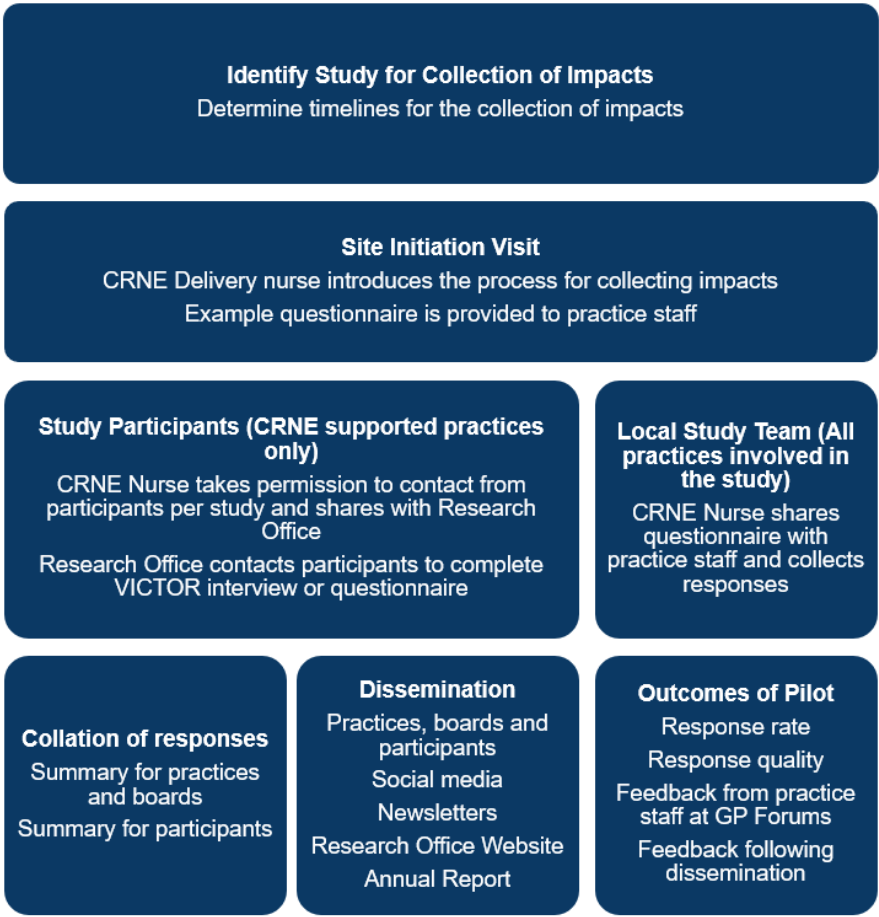 Identify Study for Collection of Impacts
Determine timelines for the collection of impacts
Site Initiation Visit
CRNE Delivery nurse introduces the process for collecting impacts
Example questionnaire is provided to practice staff
Study Participants (CRNE supported practices
only)
CRNE Nurse takes permission to contact from
participants per study and shares with Research
Office
Research Office contacts participants to complete
VICTOR interview or questionnaire
Local Study Team (All
practices involved in
the study)
CRNE Nurse shares
questionnaire with
practice staff and collects
responses
Collation of responses
Summary for practices
and boards
Summary for participants
Dissemination
Practices, boards and
participants
Social media
Newsletters
Research Office Website
Annual Report
Outcomes of Pilot
Response rate
Response quality
Feedback from practice
staff at GP Forums
Feedback following
dissemination